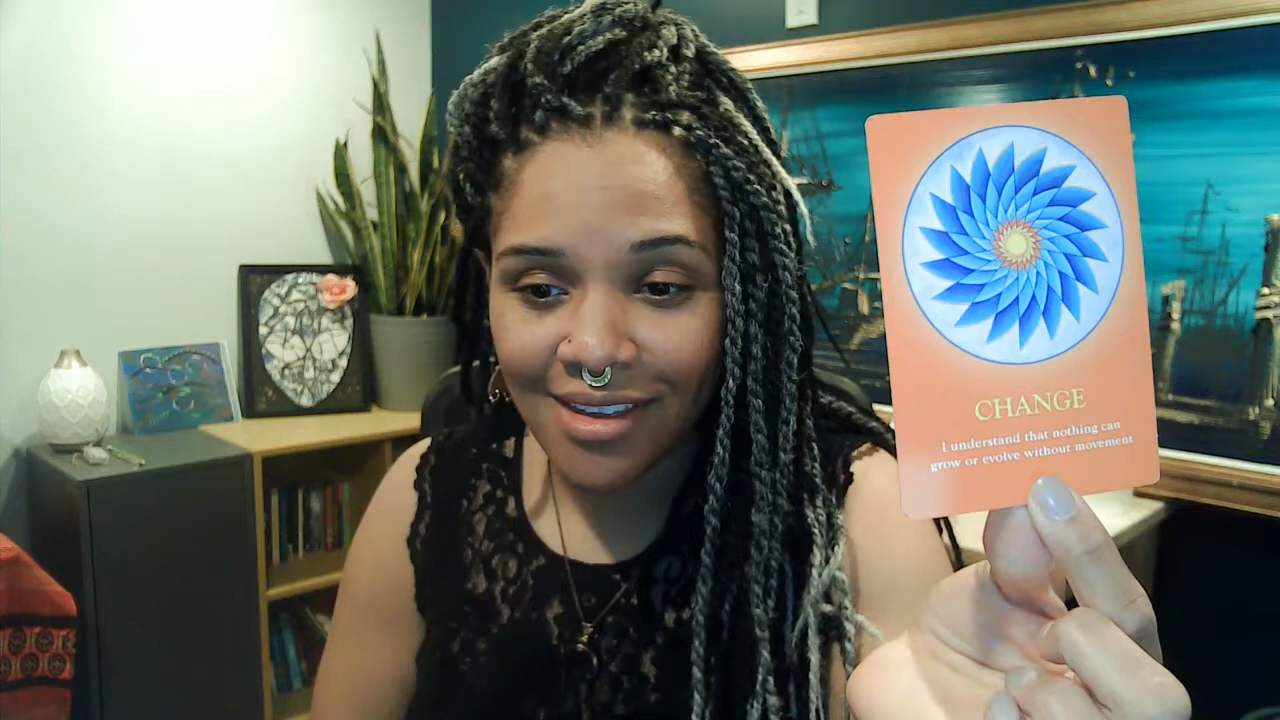 CHANGE
I understand that nothing can
grow or evolve without movement